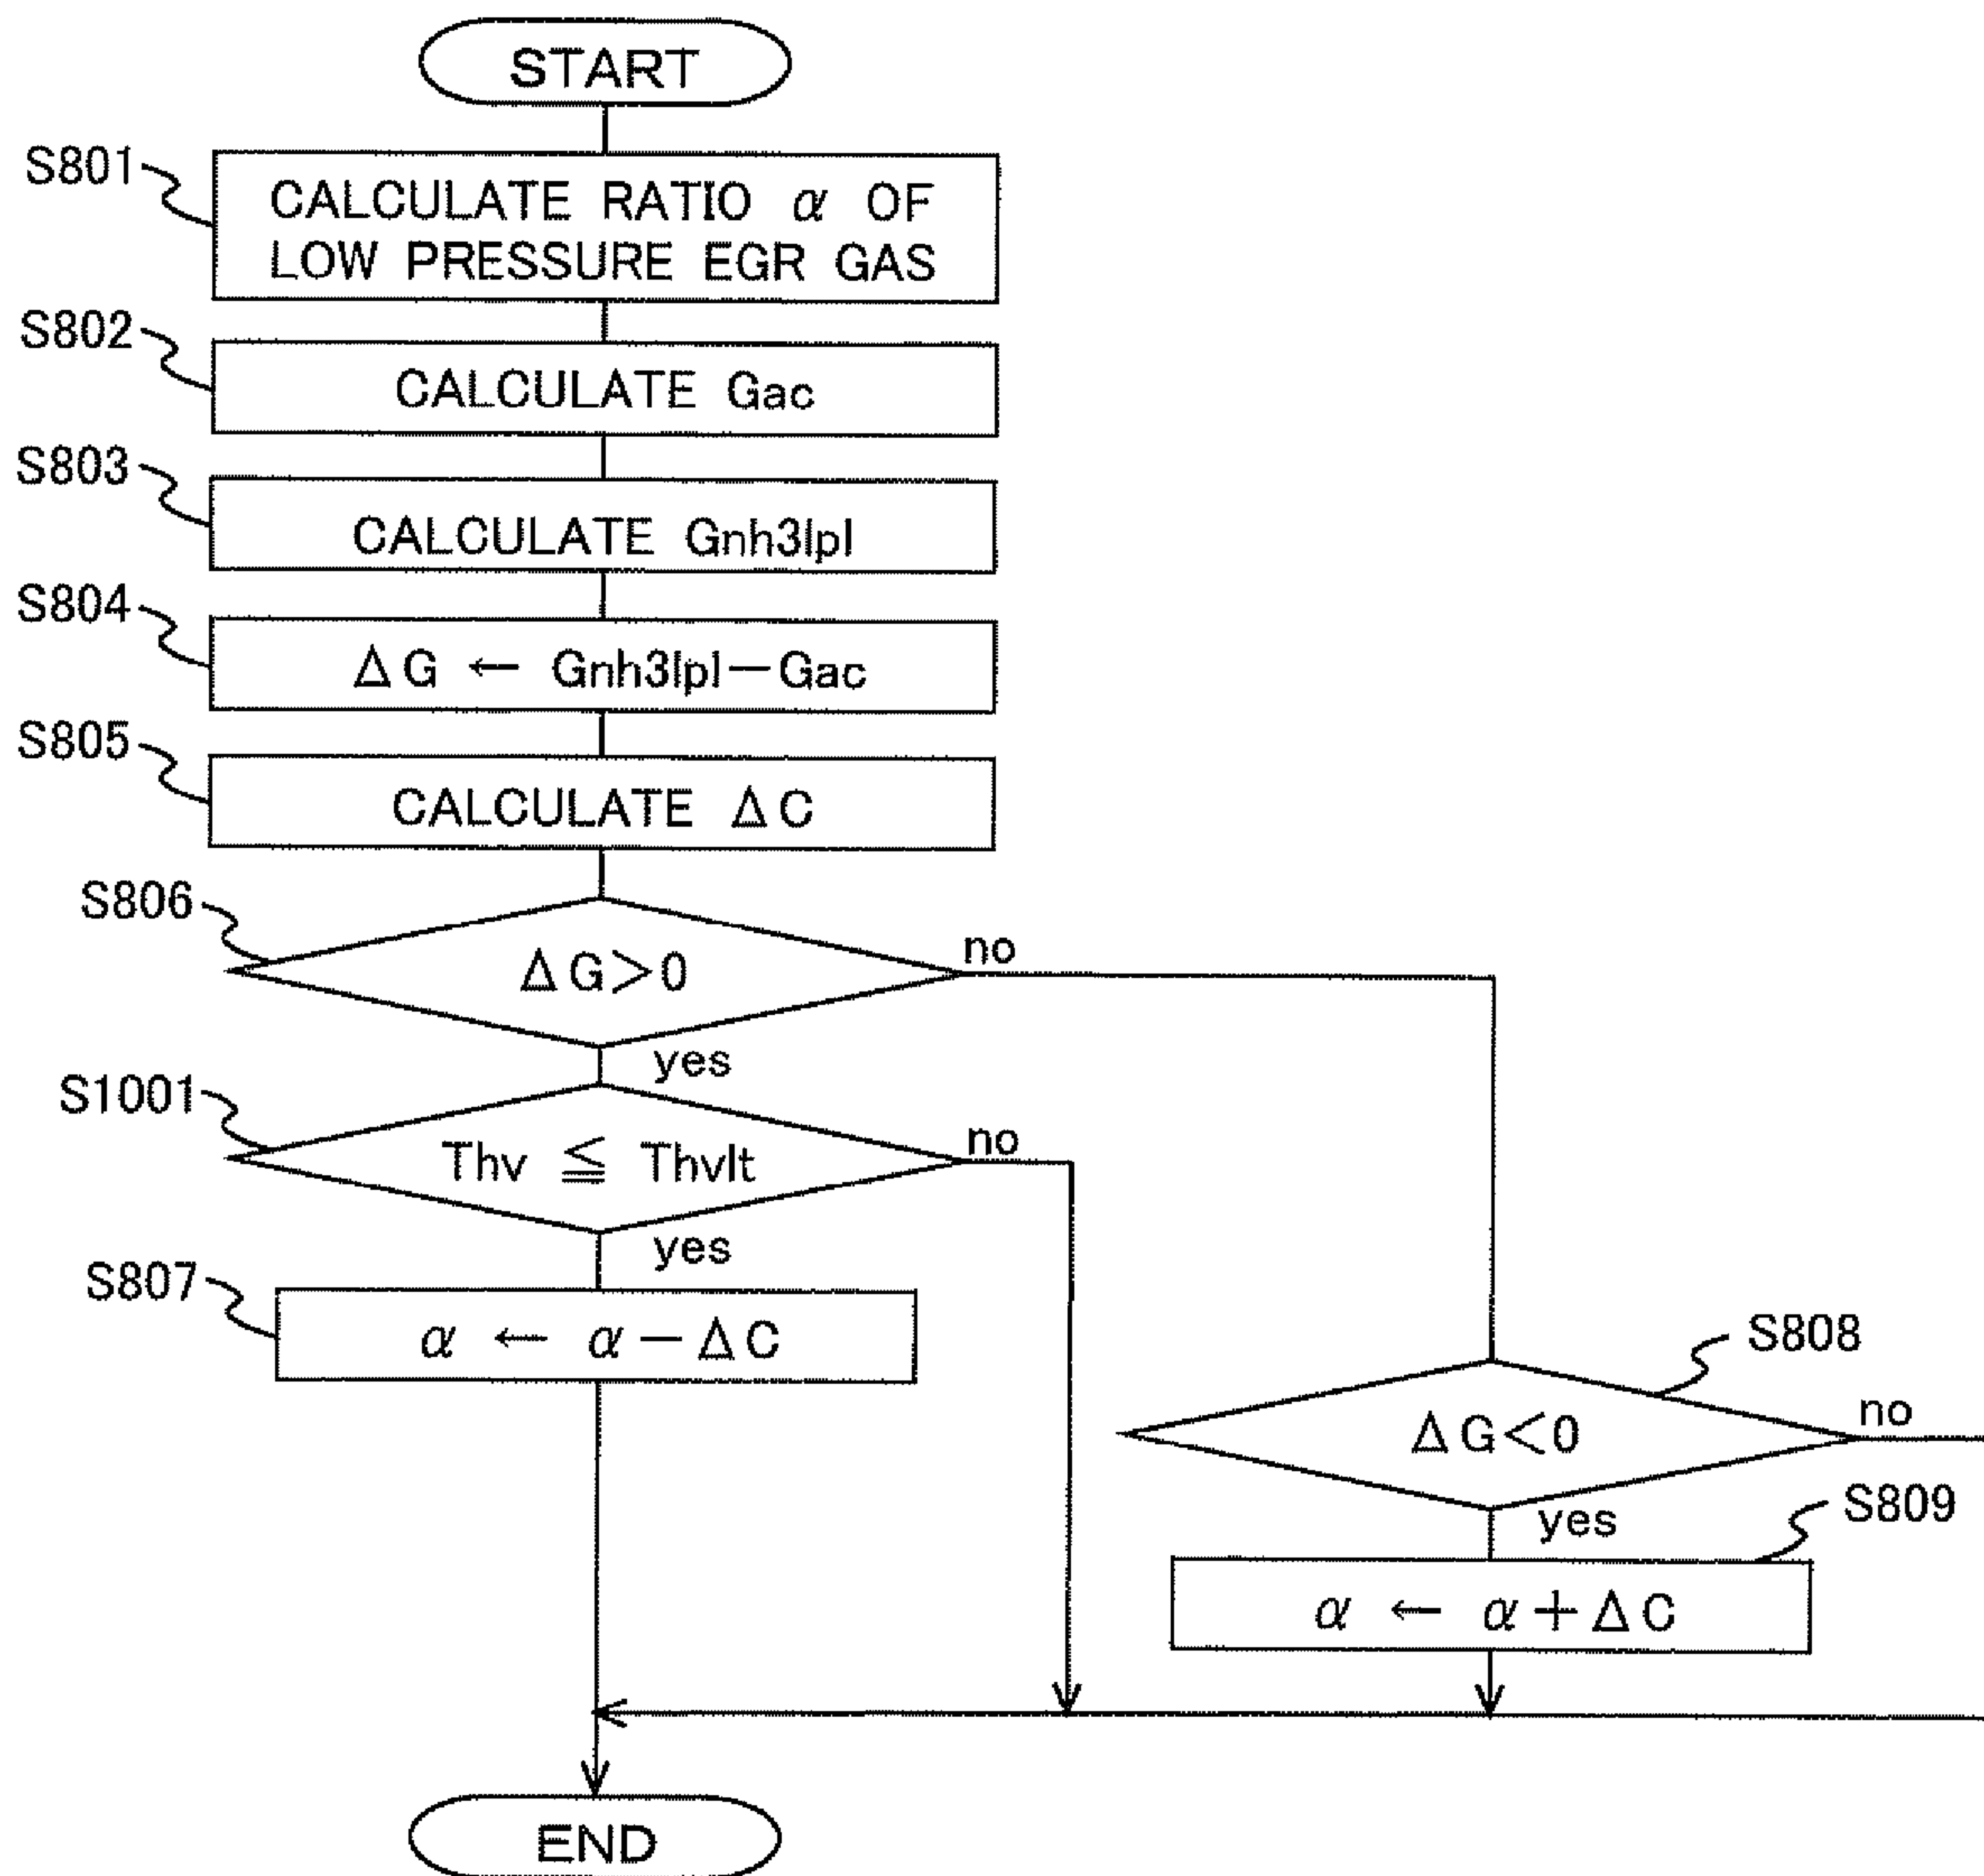 START
S801
CALCULATE RATIO α OF
LOW PRESSURE EGR GAS
S802
CALCULATE Gac
S803
CALCULATE Gnh3lpl
S804
ΔG ← Gnh3lpl－Gac
S805
CALCULATE ΔC
S806
ΔG＞0
no
yes
S1001
Thv ≦ Thvlt
no
yes
S807
α ← α－ΔC
S808
ΔG＜0
no
yes
S809
α ← α＋ΔC
END